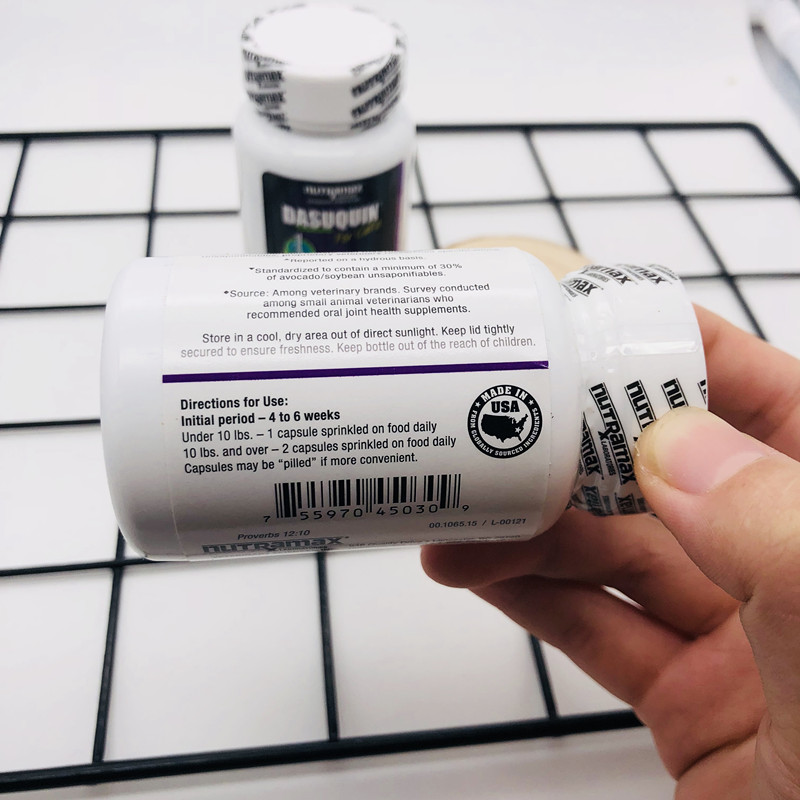 nutramax
nutramax
nutramax
DASUQUIN
*Reported on a hydrous basis.
▾Standardized to contain a minimum of 30%
of avocado/soybean unsaponifiables.
•Source: Among veterinary brands. Survey conducted
among small animal veterinarians who
recommended oral joint health supplements.
Store in a cool, dry area out of direct sunlight. Keep lid tightly
secured to ensure freshness. Keep bottle out of the reach of children.
Directions for Use:
Initial period – 4 to 6 weeks
Under 10 lbs. – 1 capsule sprinkled on food daily
10 lbs. and over – 2 capsules sprinkled on food daily
Capsules may be "pilled" if more convenient.
MADE IN
USA
FROM GLOBALLY SOURCED INGREDIENTS
7 55970 45030 9
00.1065.15 / L-00121
Proverbs 12:10
nutramax
nutramax
nutramax
LABORATORIES